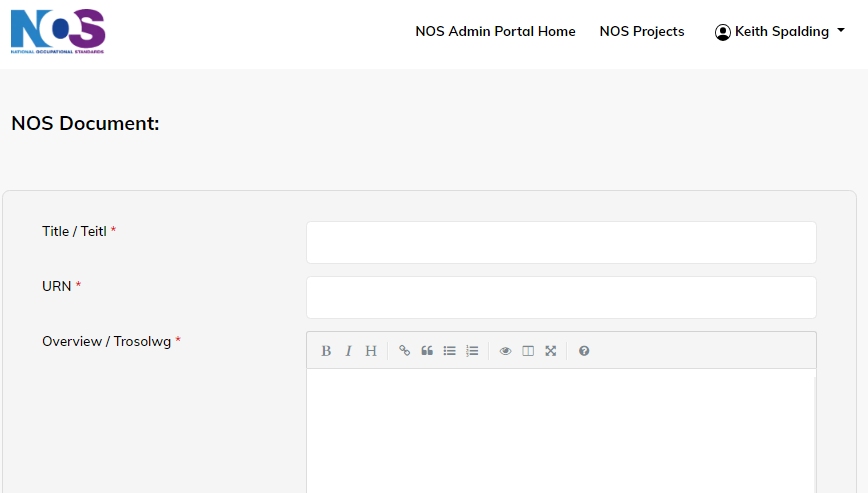 NOS
NATIONAL OCCUPATIONAL STANDARDS
NOS Admin Portal Home
NOS Projects
Keith Spalding
NOS Document:
Title / Teitl *
URN *
Overview / Trosolwg *
B I H